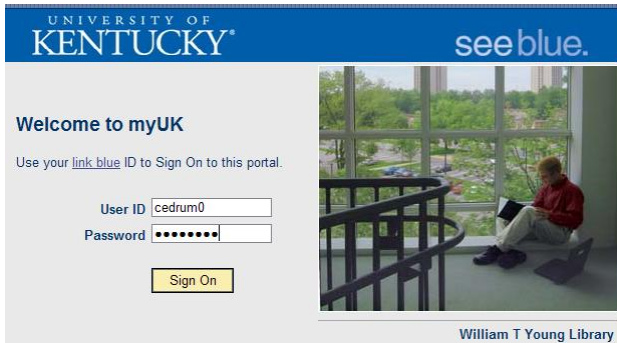 UNIVERSITY OF
KENTUCKY®
see blue.
Welcome to myUK
Use your link blue ID to Sign On to this portal.
User ID cedrum0
Password ••••••••
Sign On
William T Young Library